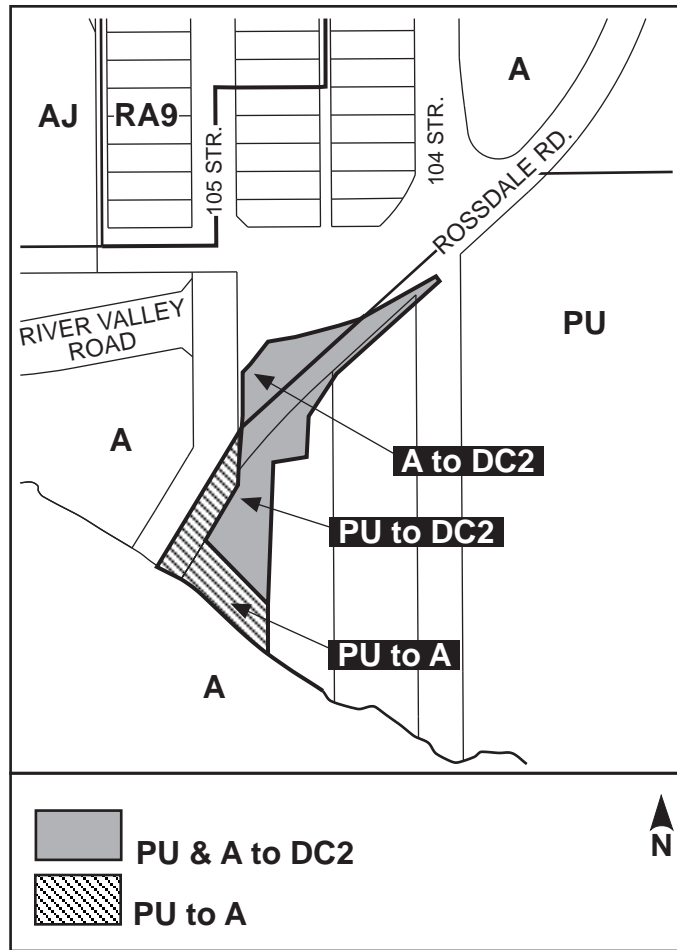 A
AJ
RA9
105 STR.
104 STR.
ROSSDALE RD.
RIVER VALLEY
ROAD
PU
A
A to DC2
PU to DC2
PU to A
A
PU & A to DC2
N
PU to A